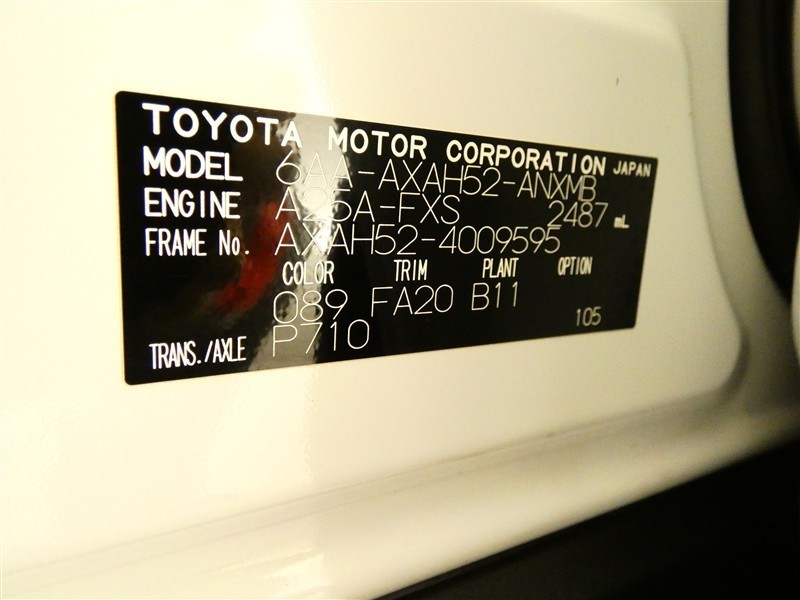 TOYOTA MOTOR CORPORATION JAPAN
MODEL 6AA-AXAH52-ANXMB
ENGINE A25A-FXS 2487 mL
FRAME No. AXAH52-4009595
COLOR TRIM PLANT OPTION
089 FA20 B11
TRANS./AXLE P710 105